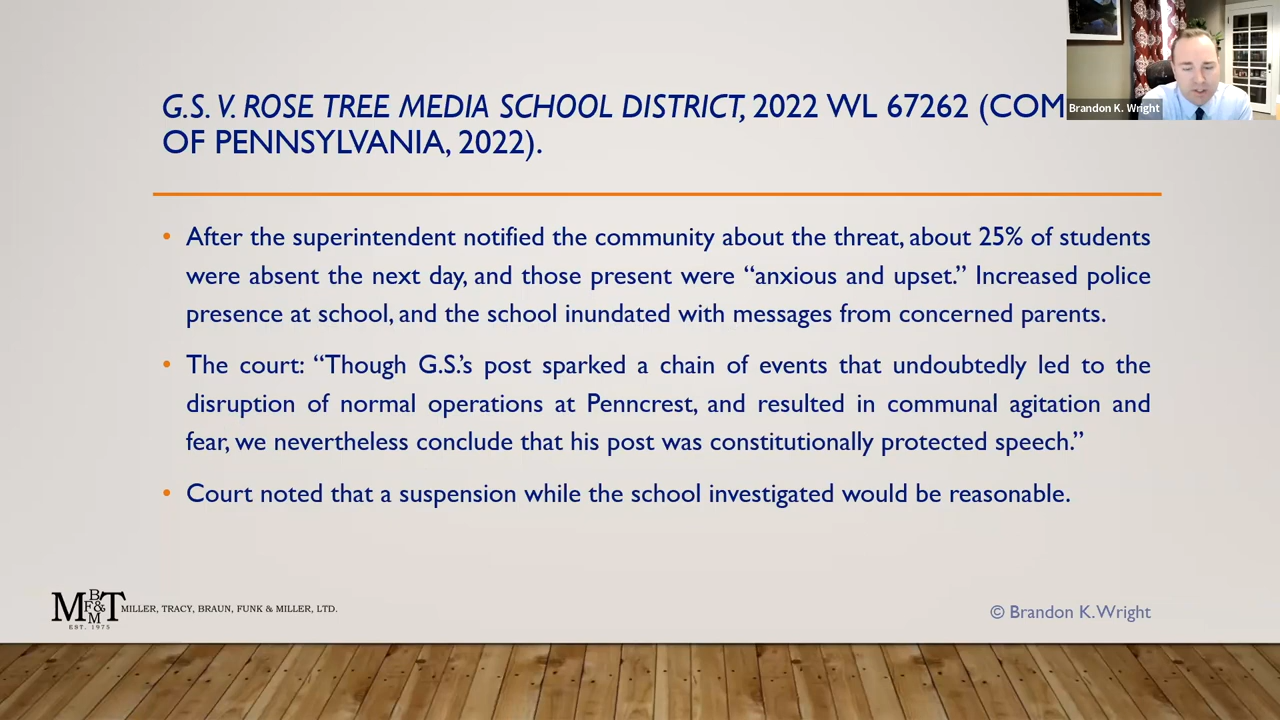 G.S. V. ROSE TREE MEDIA SCHOOL DISTRICT, 2022 WL 67262 (COM
OF PENNSYLVANIA, 2022).
Brandon K. Wright
• After the superintendent notified the community about the threat, about 25% of students
were absent the next day, and those present were “anxious and upset.” Increased police
presence at school, and the school inundated with messages from concerned parents.
• The court: “Though G.S.’s post sparked a chain of events that undoubtedly led to the
disruption of normal operations at Penncrest, and resulted in communal agitation and
fear, we nevertheless conclude that his post was constitutionally protected speech.”
• Court noted that a suspension while the school investigated would be reasonable.
MBF&MT
EST. 1975
MILLER, TRACY, BRAUN, FUNK & MILLER, LTD.
© Brandon K. Wright